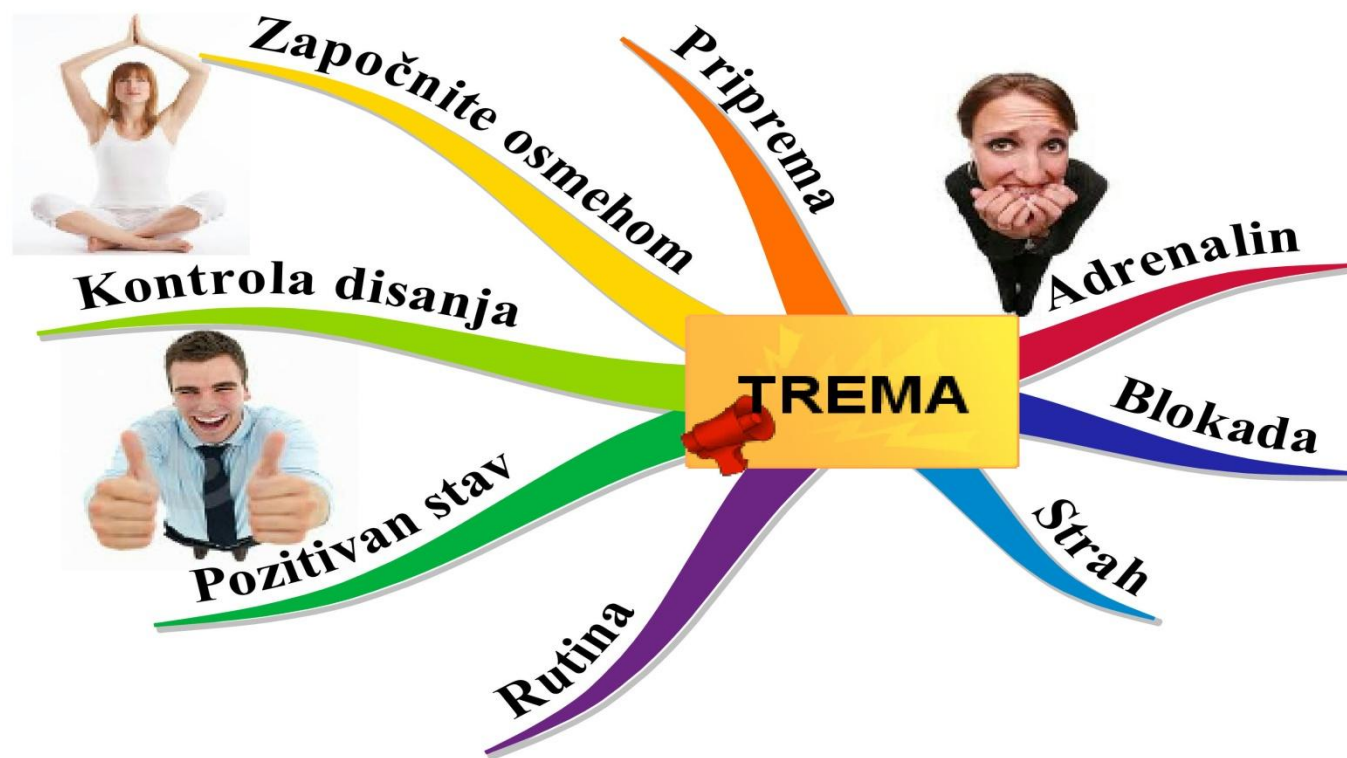 Započnite osmehom
Priprema
Adrenalin
Kontrola disanja
TREMA
Blokada
Pozitivan stav
Strah
Rutina